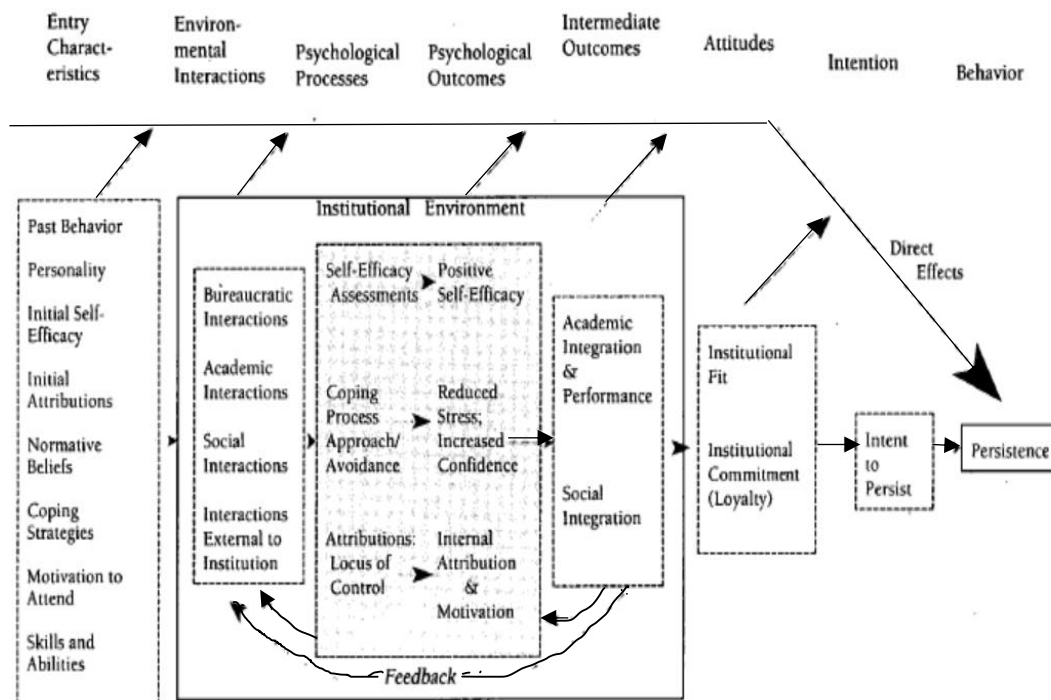 Entry
Charact-
eristics
Environ-
mental
Interactions
Psychological
Processes
Psychological
Outcomes
Intermediate
Outcomes
Attitudes
Intention
Behavior
Direct
Effects
Past Behavior
Personality
Initial Self-
Efficacy
Initial
Attributions
Normative
Beliefs
Coping
Strategies
Motivation to
Attend
Skills and
Abilities
Institutional Environment
Bureaucratic
Interactions
Academic
Interactions
Social
Interactions
Interactions
External to
Institution
Self-Efficacy
Assessments
Positive
Self-Efficacy
Coping
Process
Approach/
Avoidance
Reduced
Stress;
Increased
Confidence
Attributions:
Locus of
Control
Internal
Attribution
&
Motivation
Academic
Integration
&
Performance
Social
Integration
Feedback
Institutional
Fit
Institutional
Commitment
(Loyalty)
Intent
to
Persist
Persistence